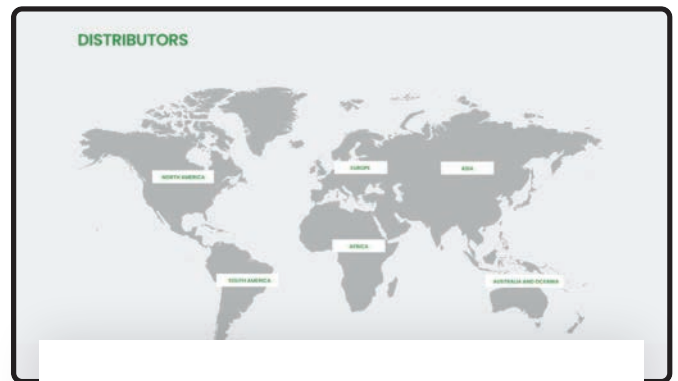 DISTRIBUTORS
NORTH AMERICA
EUROPE
ASIA
AFRICA
SOUTH AMERICA
AUSTRALIA AND OCEANIA